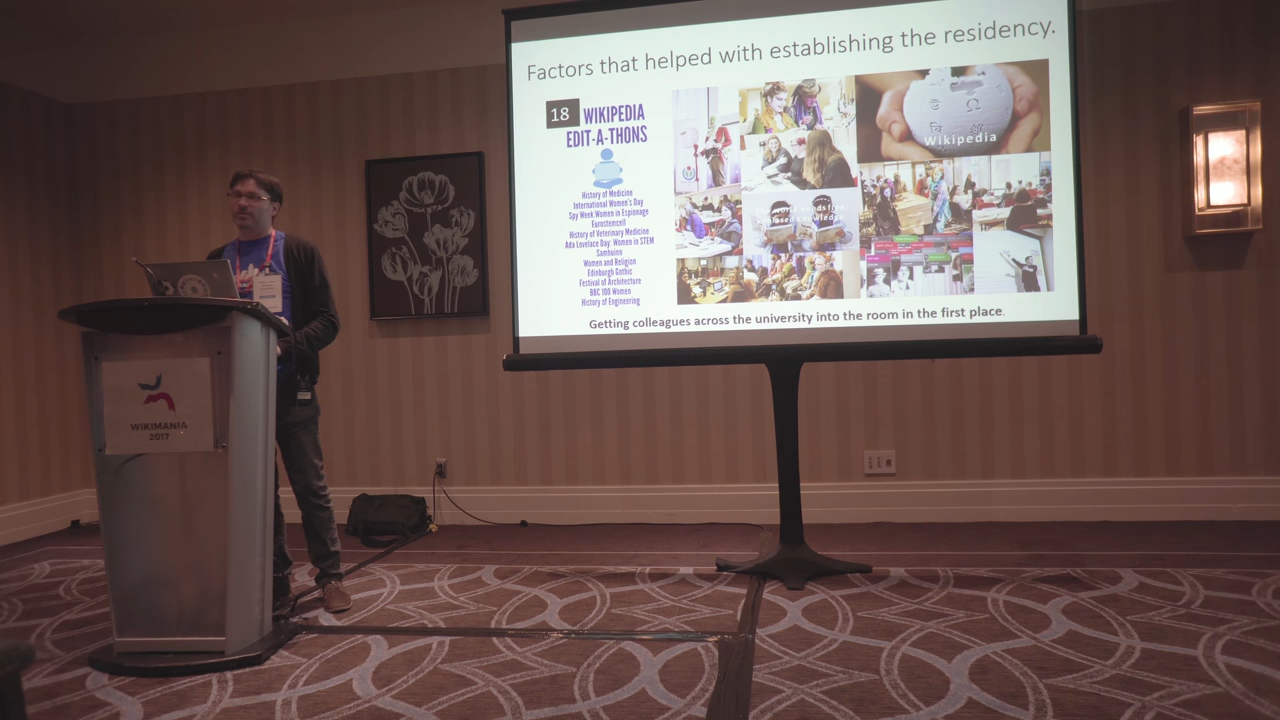 Factors that helped with establishing the residency.
18 WIKIPEDIA
EDIT-A-THONS
History of Medicine
International Women's Day
Spy Week:Women in Espionage
Eurostemcell
History of Veterinary Medicine
Ada Lovelace Day: Women in STEM
Samhuinn
Women and Religion
Edinburgh Gothic
Festival of Architecture
BBC 100 Women
History of Engineering
Wikipedia
Getting colleagues across the university into the room in the first place.
WIKIMANIA
2017